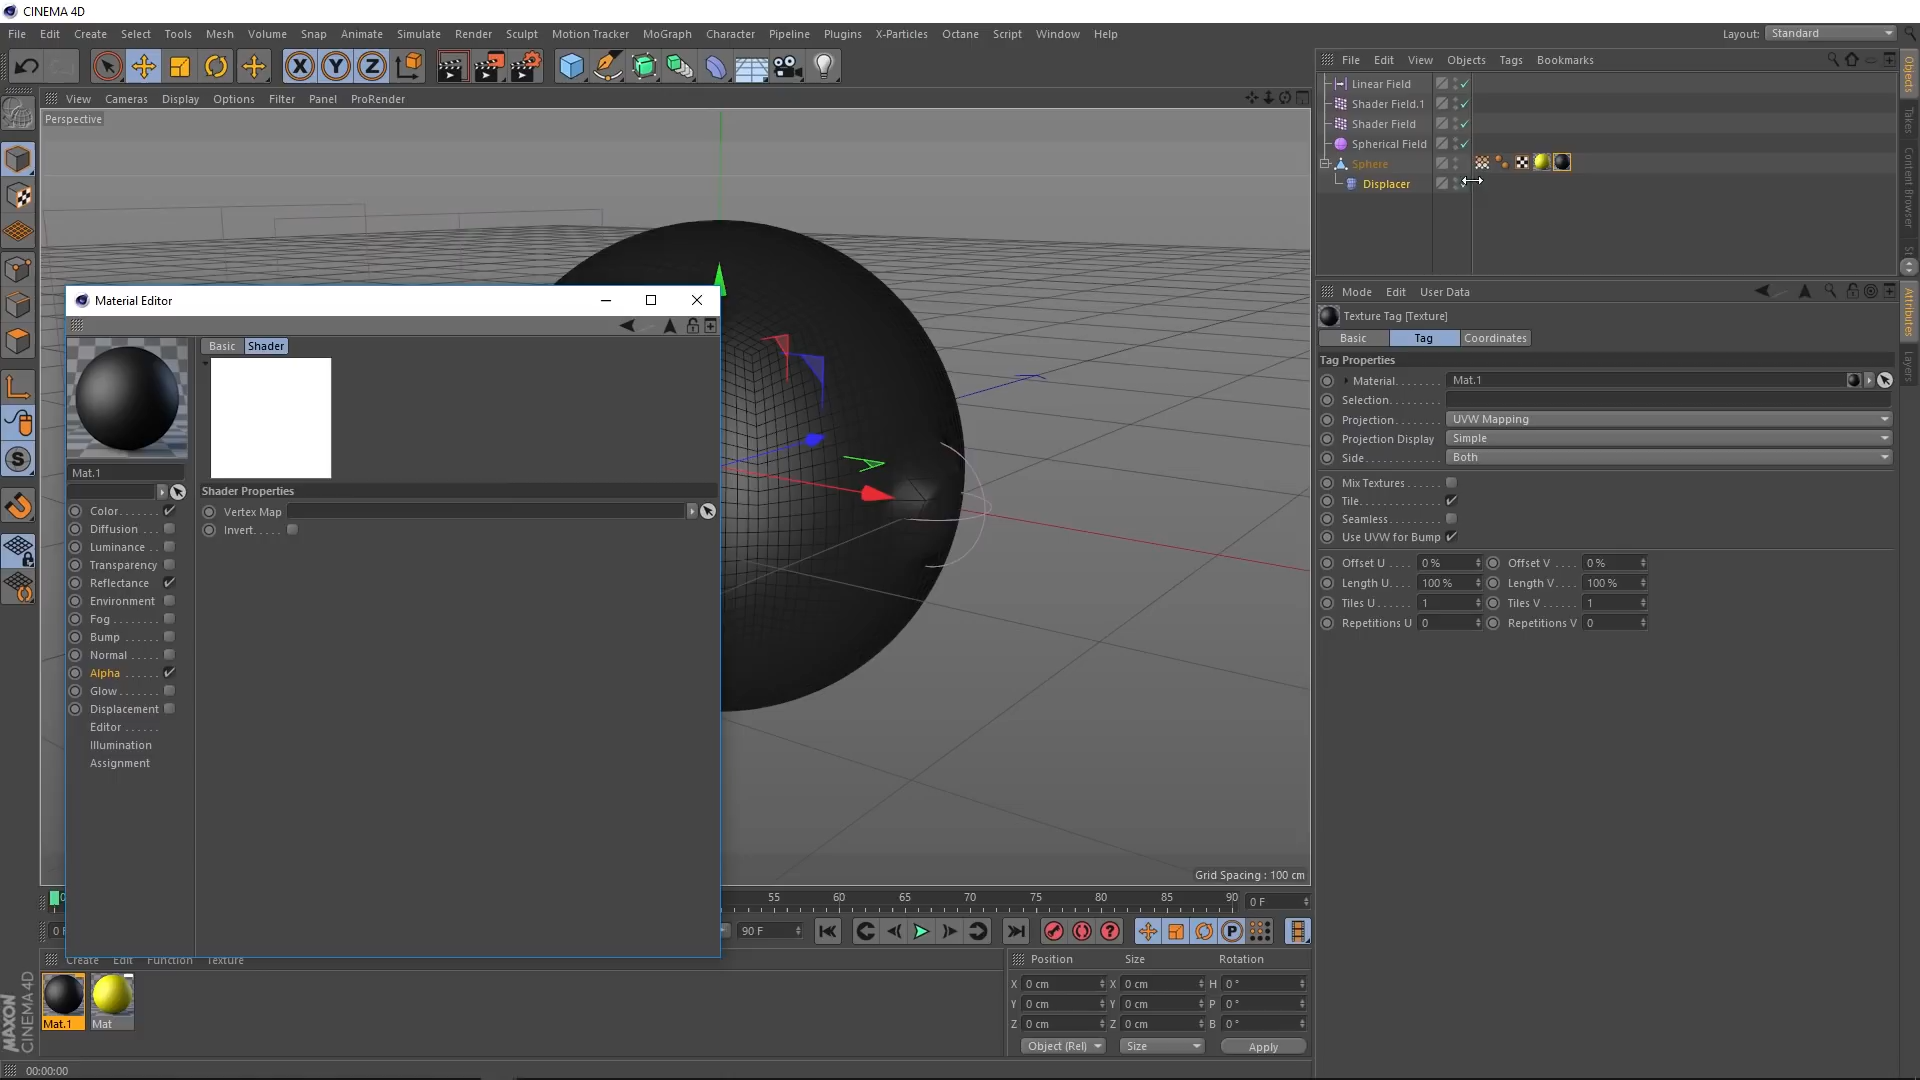 CINEMA 4D
File Edit Create Select Tools Mesh Volume Snap Animate Simulate Render Sculpt Motion Tracker MoGraph Character Pipeline Plugins X-Particles Octane Script Window Help
Layout: Standard
File Edit View Objects Tags Bookmarks
Linear Field
Shader Field.1
Shader Field
Spherical Field
Sphere
Displacer
View Cameras Display Options Filter Panel ProRender
Perspective
Material Editor
Basic Shader
Mat.1
Shader Properties
Vertex Map
Invert.....
Color......
Diffusion
Luminance ..
Transparency
Reflectance
Environment
Fog.......
Bump ......
Normal .....
Alpha ......
Glow.......
Displacement
Editor ......
Illumination
Assignment
Grid Spacing : 100 cm
55 60 65 70 75 80 85 90
0 F
90 F
Create Edit Function Texture
Mat.1 Mat
Position Size Rotation
X 0 cm X 0 cm H 0 °
Y 0 cm Y 0 cm P 0 °
Z 0 cm Z 0 cm B 0 °
Object (Rel) Size Apply
MAXON
CINEMA 4D
00:00:00
Mode Edit User Data
Texture Tag [Texture]
Basic Tag Coordinates
Tag Properties
Material........ Mat.1
Selection.......
Projection...... UVW Mapping
Projection Display Simple
Side.......... Both
Mix Textures
Tile........
Seamless.....
Use UVW for Bump
Offset U .... 0 % Offset V .... 0 %
Length U.... 100 % Length V.... 100 %
Tiles U...... 1 Tiles V...... 1
Repetitions U 0 Repetitions V 0
Objects
Takes
Content Browser
Attributes
Layers